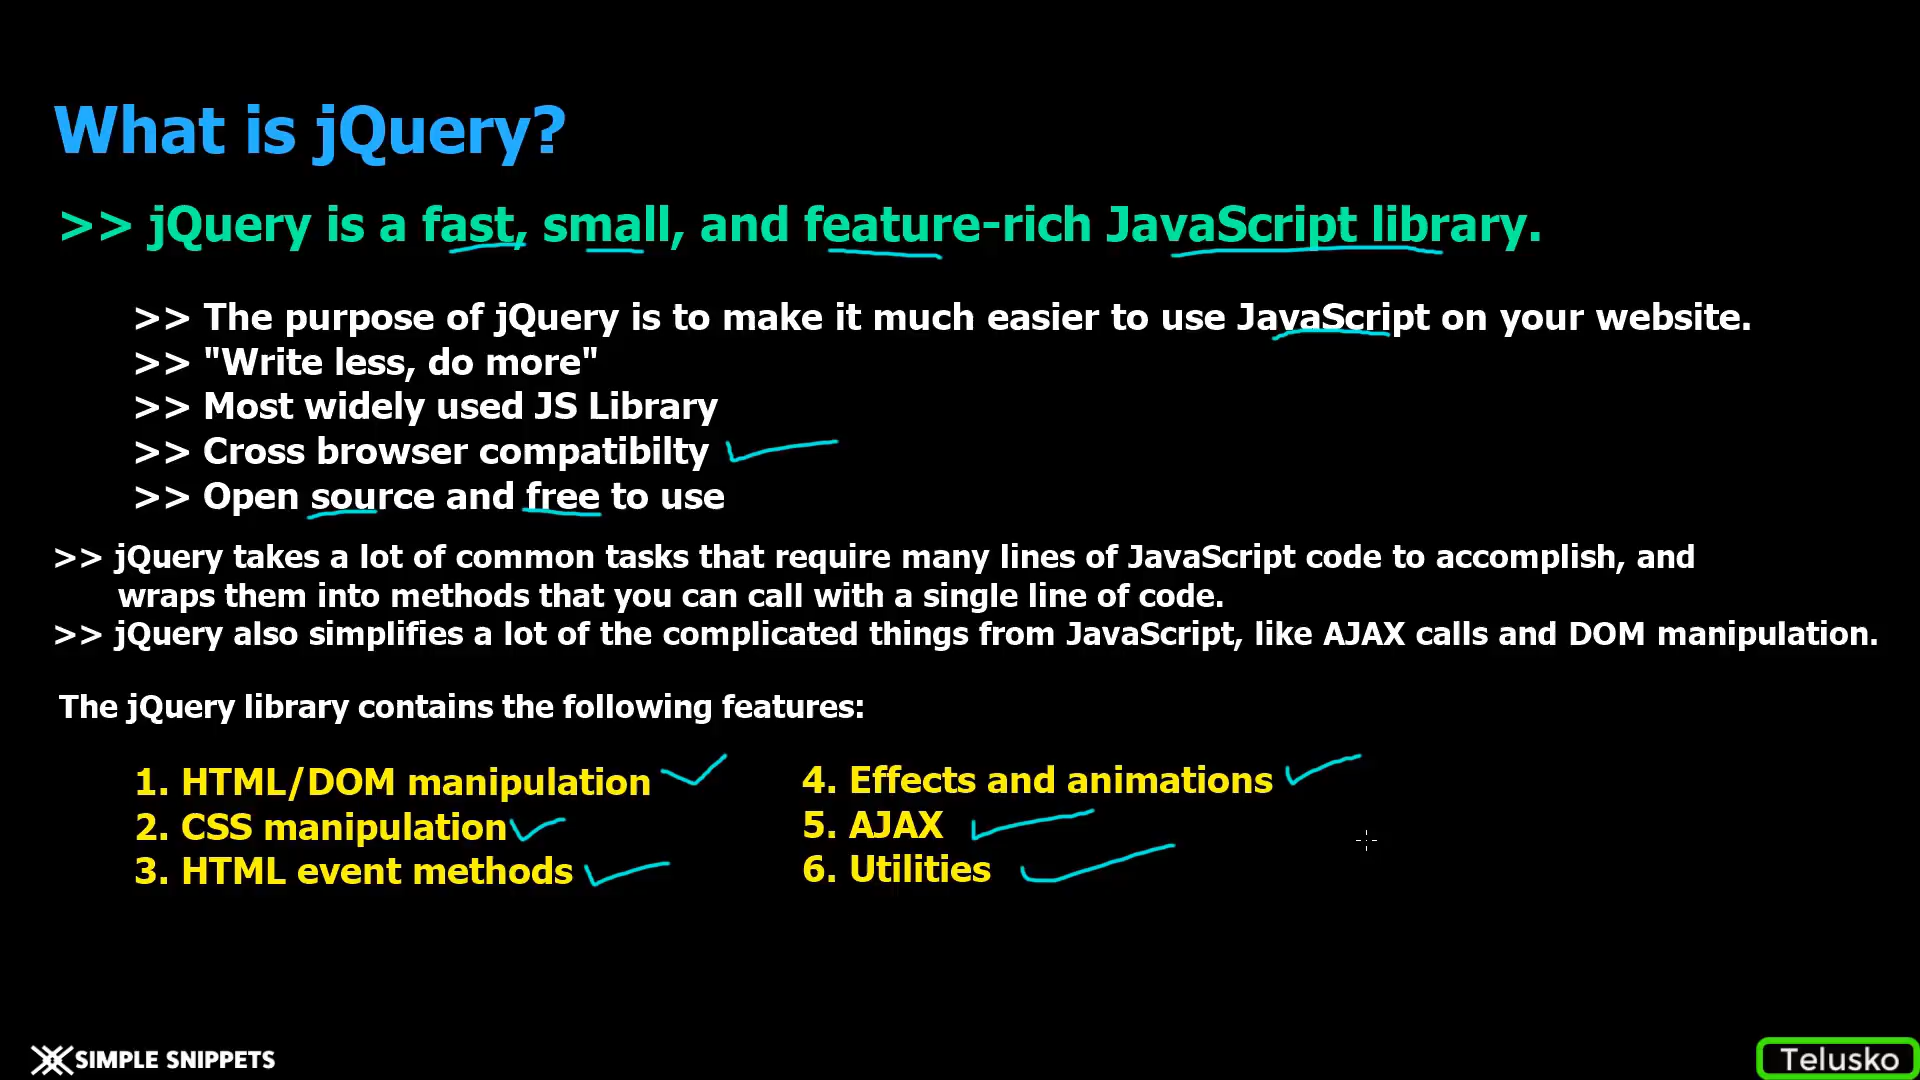 What is jQuery?
>> jQuery is a fast, small, and feature-rich JavaScript library.
>> The purpose of jQuery is to make it much easier to use JavaScript on your website.
>> "Write less, do more"
>> Most widely used JS Library
>> Cross browser compatibilty
>> Open source and free to use
>> jQuery takes a lot of common tasks that require many lines of JavaScript code to accomplish, and
wraps them into methods that you can call with a single line of code.
>> jQuery also simplifies a lot of the complicated things from JavaScript, like AJAX calls and DOM manipulation.
The jQuery library contains the following features:
1. HTML/DOM manipulation
2. CSS manipulation
3. HTML event methods
4. Effects and animations
5. AJAX
6. Utilities
SIMPLE SNIPPETS
Telusko